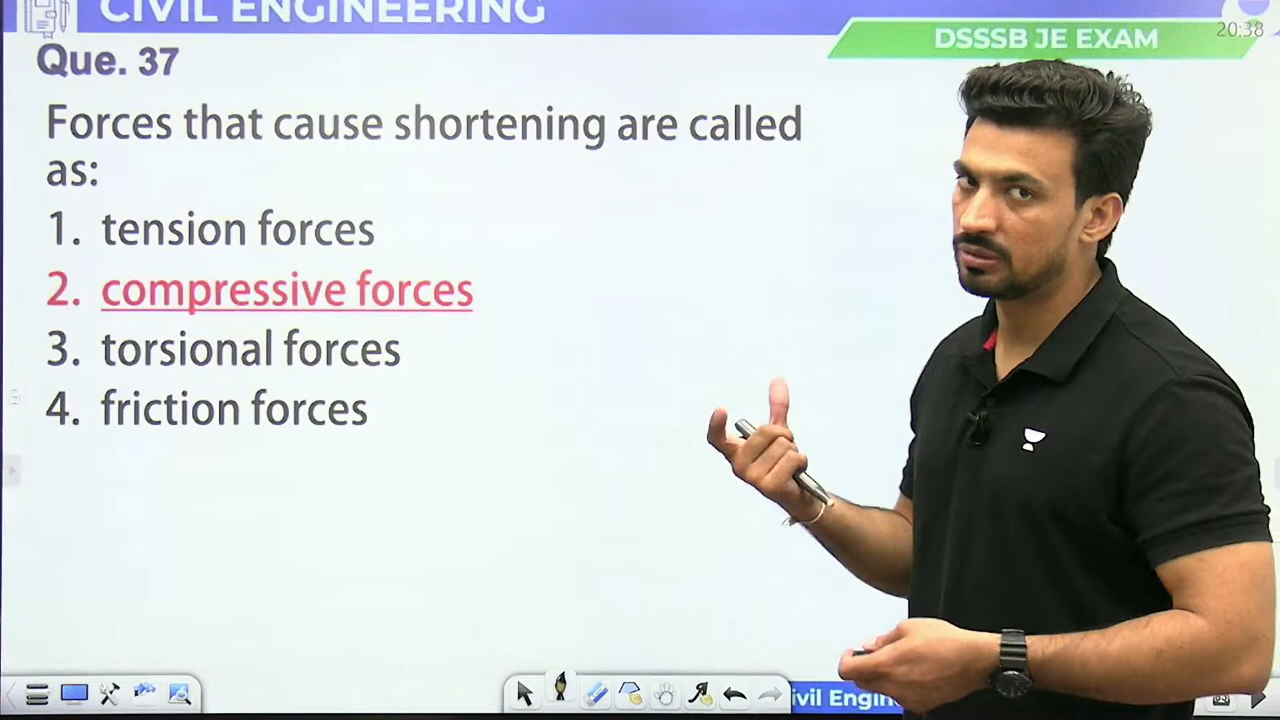 CIVIL ENGINEERING
DSSSB JE EXAM
20:38
Que. 37
Forces that cause shortening are called
as:
1. tension forces
2. compressive forces
3. torsional forces
4. friction forces
ivil Engin